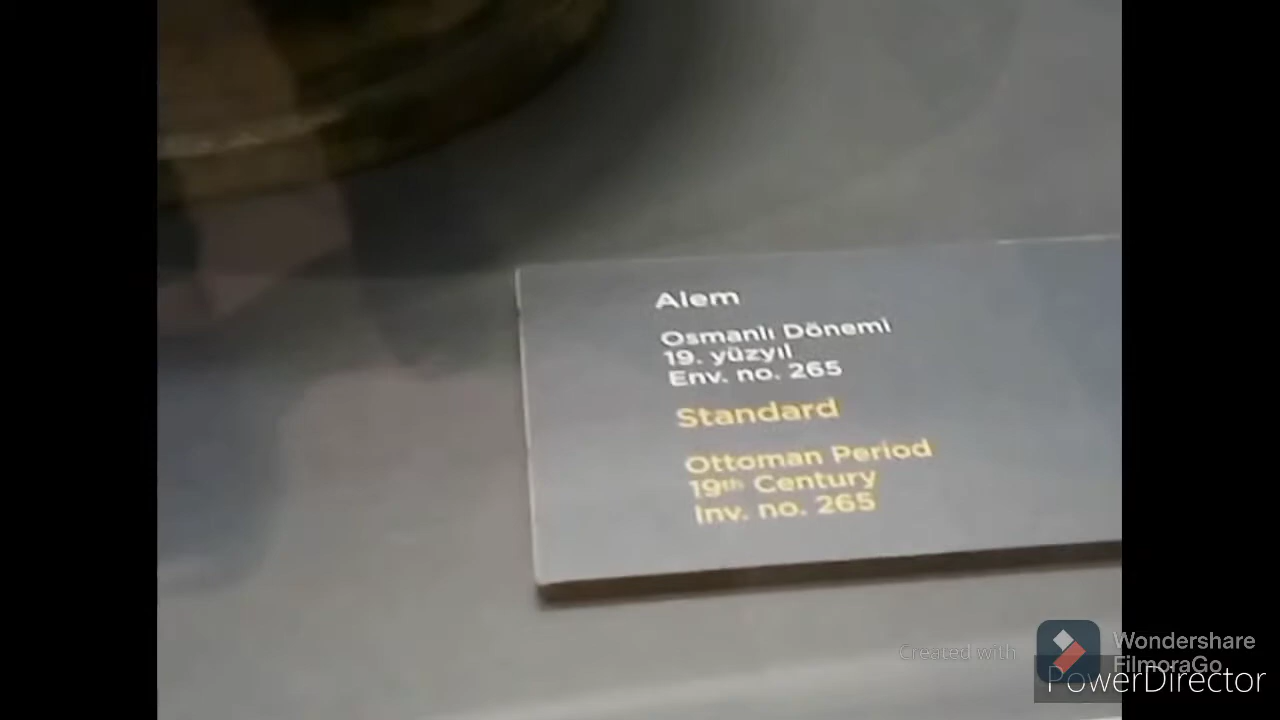 Alem
Osmanlı Dönemi
19. yüzyıl
Env. no. 265
Standard
Ottoman Period
19th Century
Inv. no. 265
Created with
Wondershare
FilmoraGo
PowerDirector